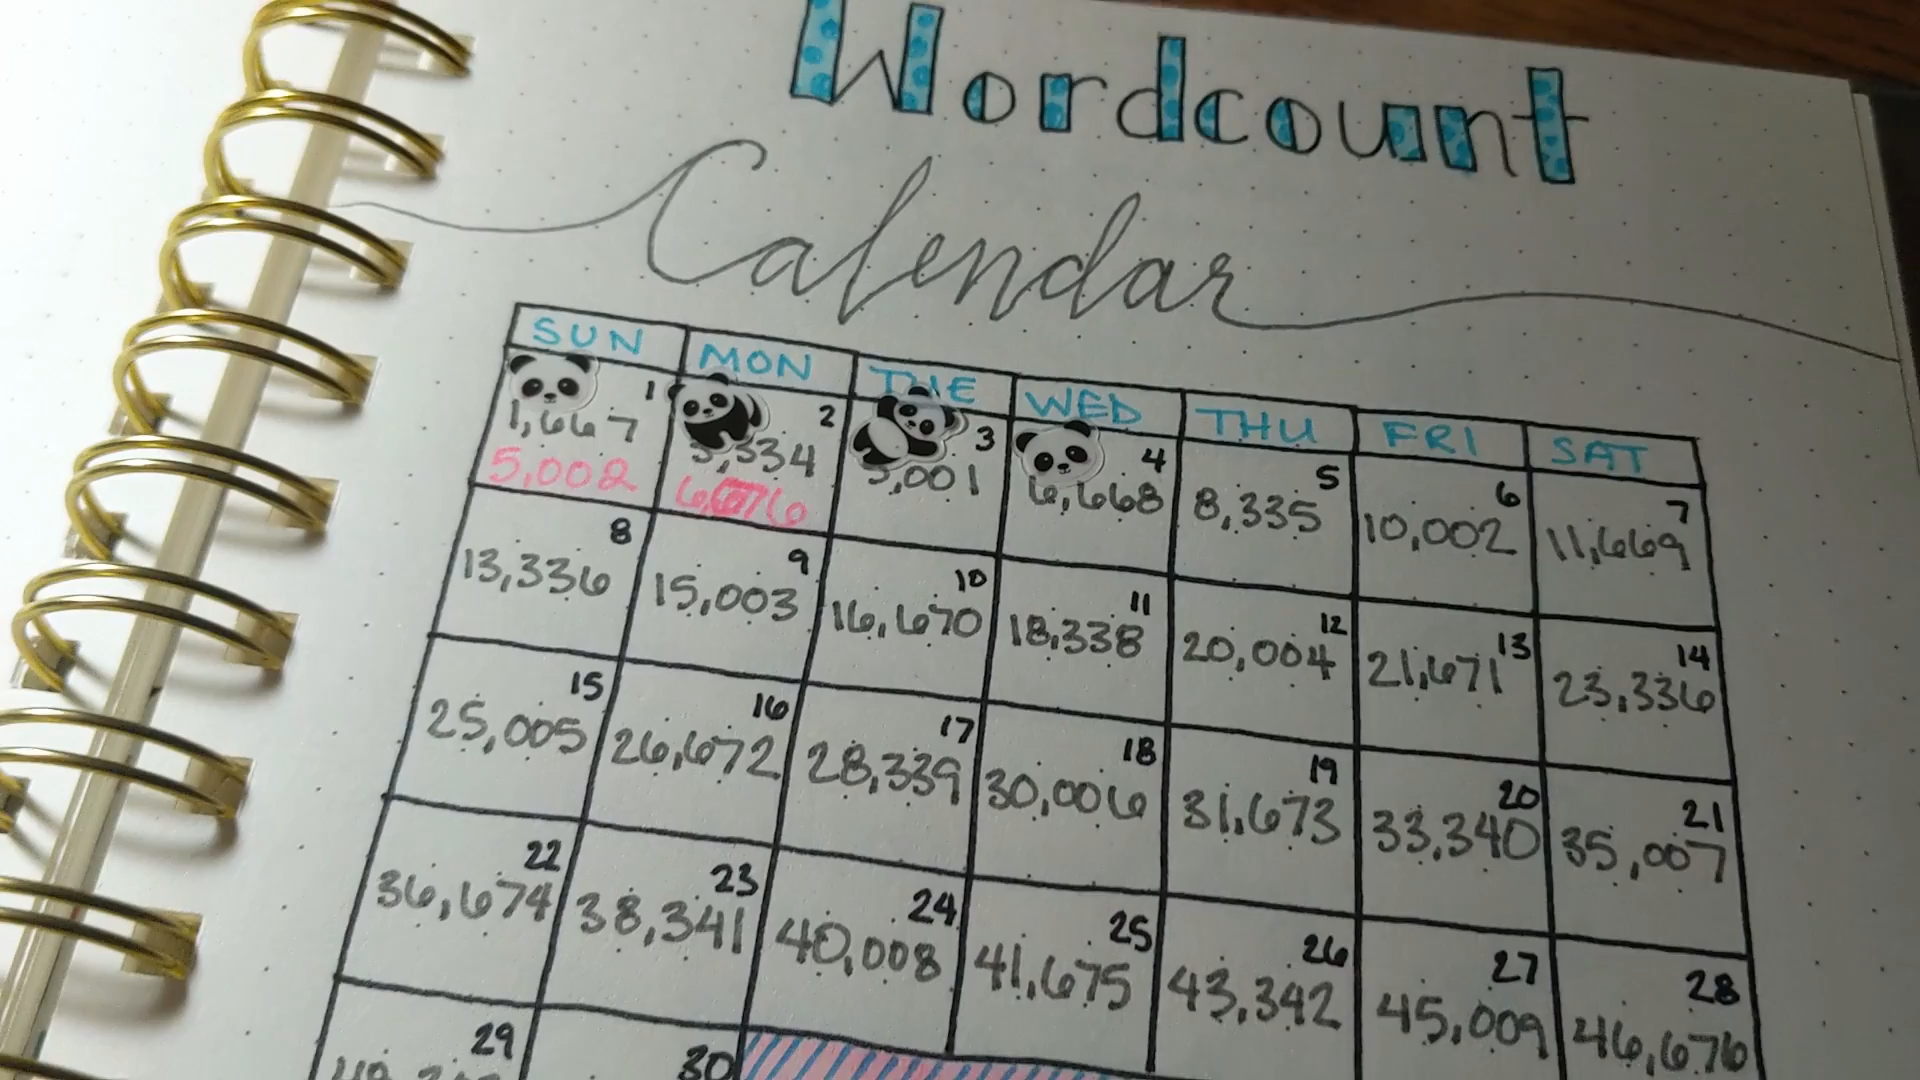 Wordcount
Calendar
SUN MON TUE WED THU FRI SAT
1 2 3 4 5 6 7
1,667 3,334 5,001 6,668 8,335 10,002 11,669
5,002
8 9 10 11 12 13 14
13,336 15,003 16,670 18,338 20,004 21,671 23,336
15 16 17 18 19 20 21
25,005 26,672 28,339 30,006 31,673 33,340 35,007
22 23 24 25 26 27 28
36,674 38,341 40,008 41,675 43,342 45,009 46,676
29 30